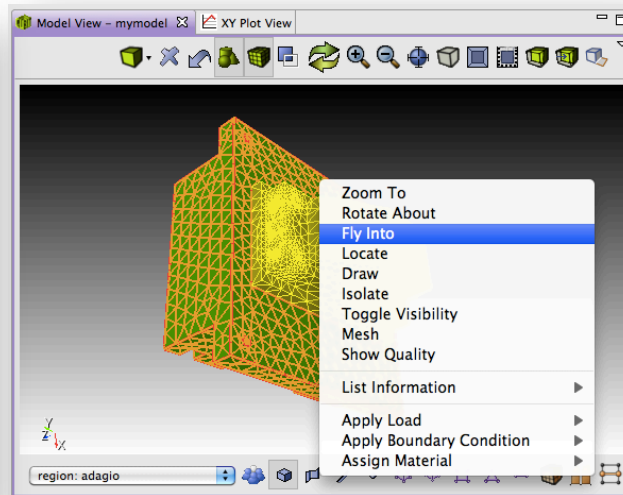 Model View - mymodel
XY Plot View
Zoom To
Rotate About
Fly Into
Locate
Draw
Isolate
Toggle Visibility
Mesh
Show Quality
List Information
Apply Load
Apply Boundary Condition
Assign Material
Y
Z
X
region: adagio